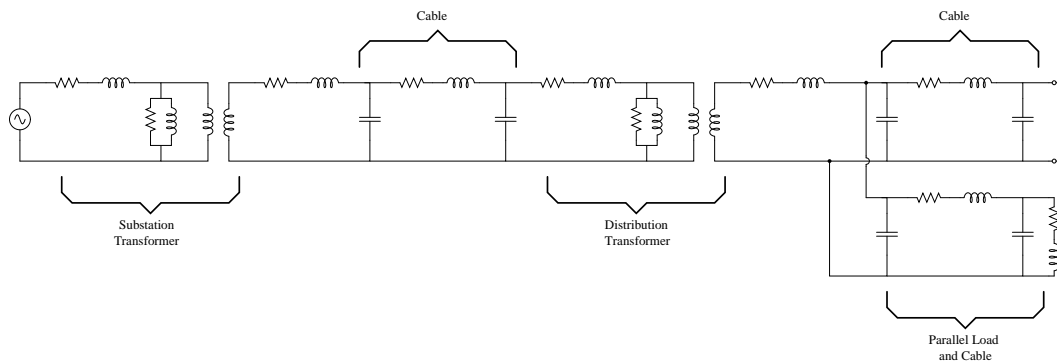 Cable
Cable
Substation
Transformer
Distribution
Transformer
Parallel Load
and Cable